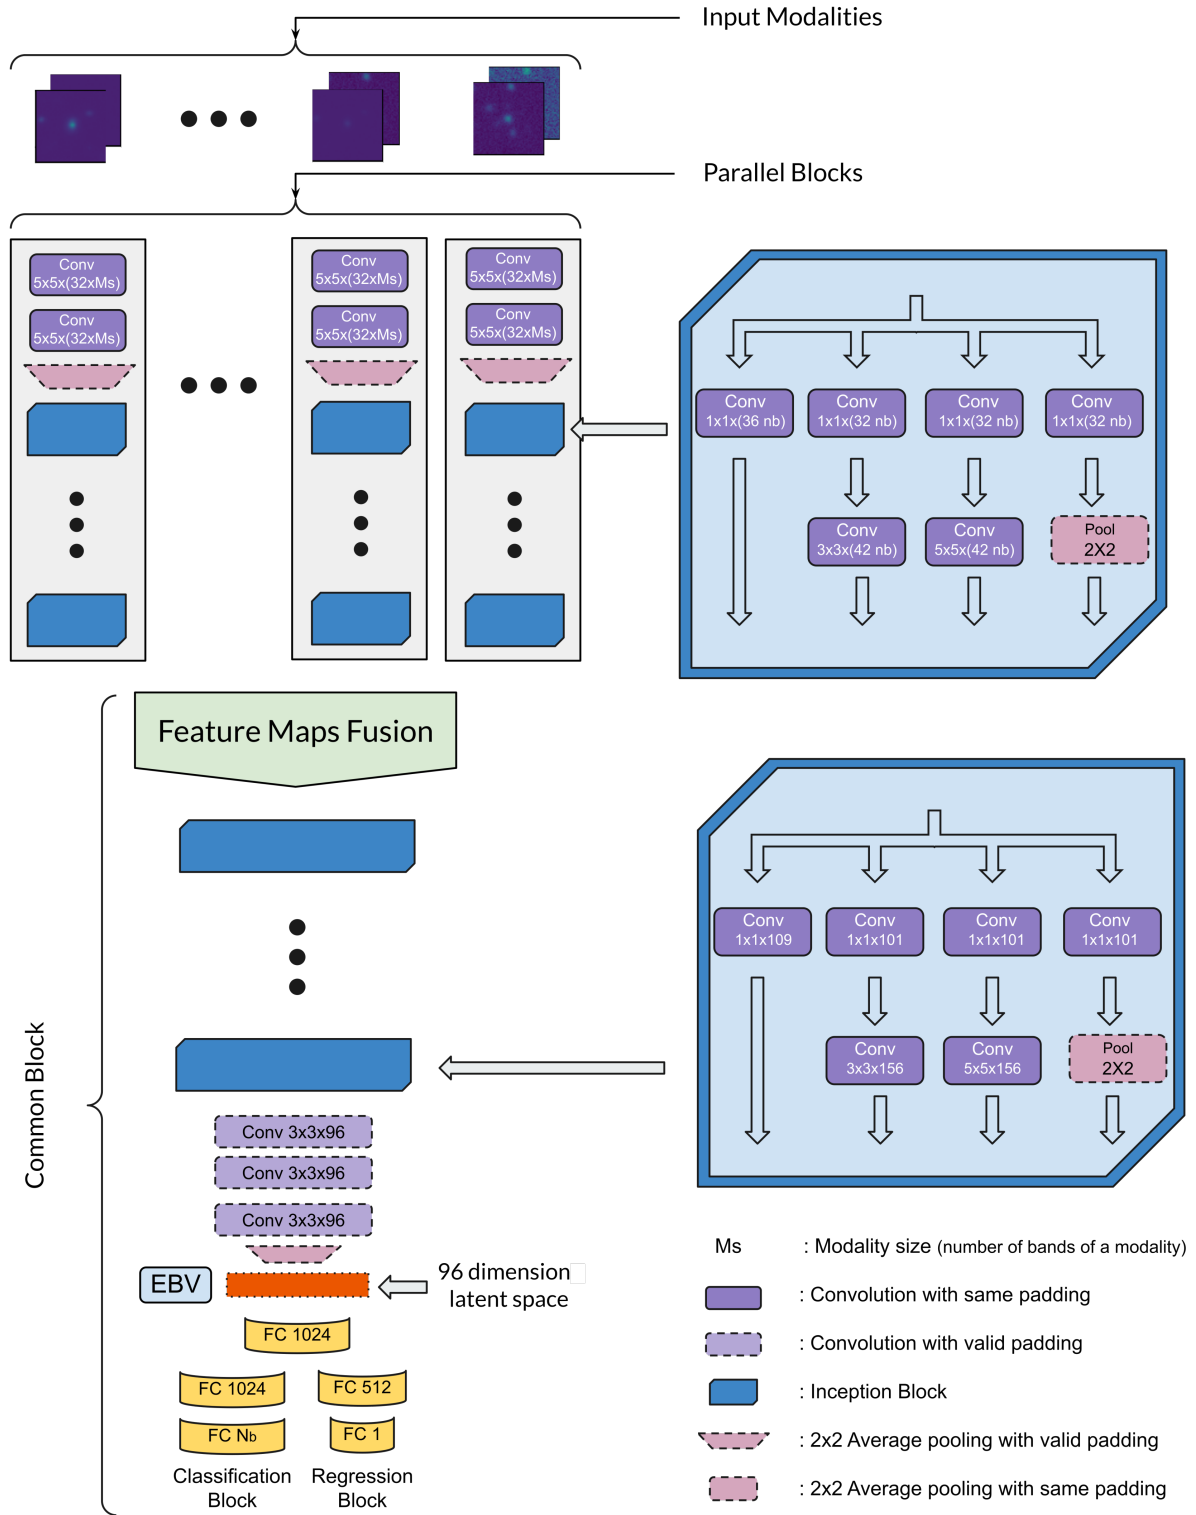 Input Modalities
Parallel Blocks
Conv
5x5x(32xMs)
Conv
5x5x(32xMs)
Conv
5x5x(32xMs)
Conv
5x5x(32xMs)
Conv
5x5x(32xMs)
Conv
5x5x(32xMs)
Conv
1x1x(36 nb)
Conv
1x1x(32 nb)
Conv
1x1x(32 nb)
Conv
1x1x(32 nb)
Conv
3x3x(42 nb)
Conv
5x5x(42 nb)
Pool
2X2
Common Block
Feature Maps Fusion
Conv
1x1x109
Conv
1x1x101
Conv
1x1x101
Conv
1x1x101
Conv
3x3x156
Conv
5x5x156
Pool
2X2
Conv 3x3x96
Conv 3x3x96
Conv 3x3x96
EBV
96 dimension
latent space
FC 1024
FC 1024
FC 512
FC Nb
FC 1
Classification
Block
Regression
Block
Ms : Modality size (number of bands of a modality)
: Convolution with same padding
: Convolution with valid padding
: Inception Block
: 2x2 Average pooling with valid padding
: 2x2 Average pooling with same padding